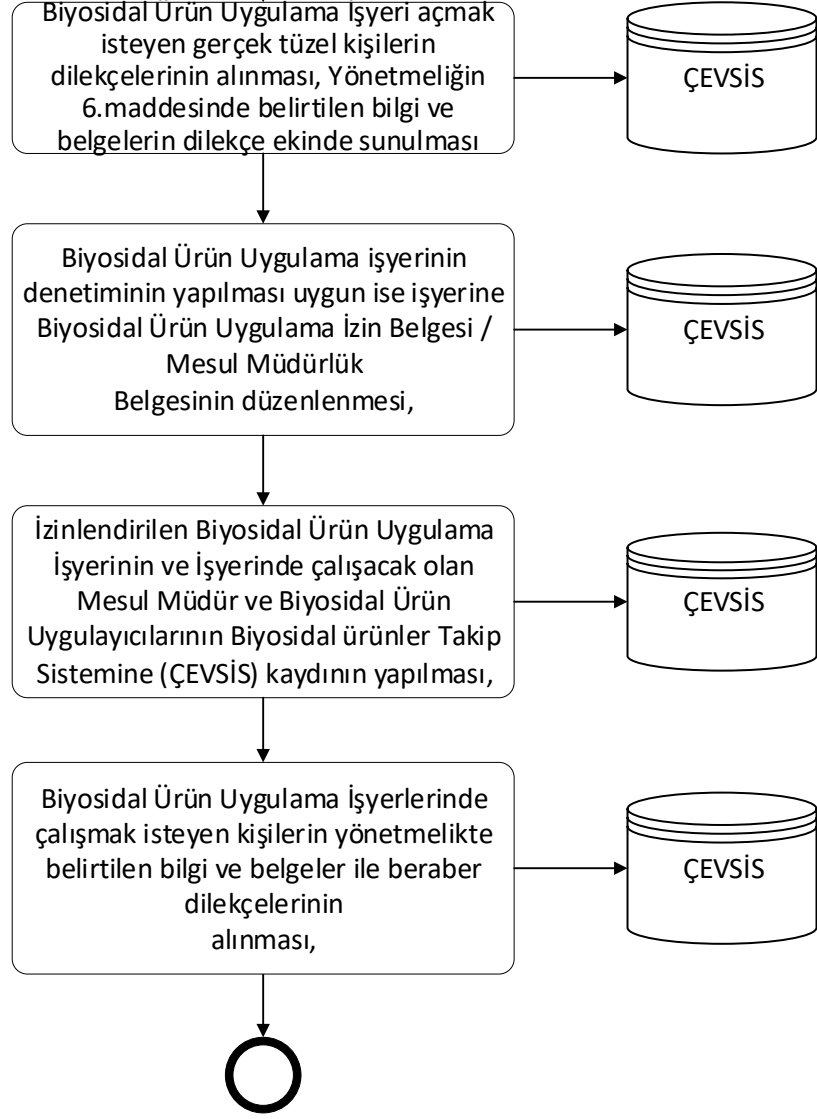 Biyosidal Ürün Uygulama İşyeri açmak
isteyen gerçek tüzel kişilerin
dilekçelerinin alınması, Yönetmeliğin
6.maddesinde belirtilen bilgi ve
belgelerin dilekçe ekinde sunulması
ÇEVSİS
Biyosidal Ürün Uygulama işyerinin
denetiminin yapılması uygun ise işyerine
Biyosidal Ürün Uygulama İzin Belgesi /
Mesul Müdürlük
Belgesinin düzenlenmesi,
ÇEVSİS
İzinlendirilen Biyosidal Ürün Uygulama
İşyerinin ve İşyerinde çalışacak olan
Mesul Müdür ve Biyosidal Ürün
Uygulayıcılarının Biyosidal ürünler Takip
Sistemine (ÇEVSİS) kaydının yapılması,
ÇEVSİS
Biyosidal Ürün Uygulama İşyerlerinde
çalışmak isteyen kişilerin yönetmelikte
belirtilen bilgi ve belgeler ile beraber
dilekçelerinin
alınması,
ÇEVSİS